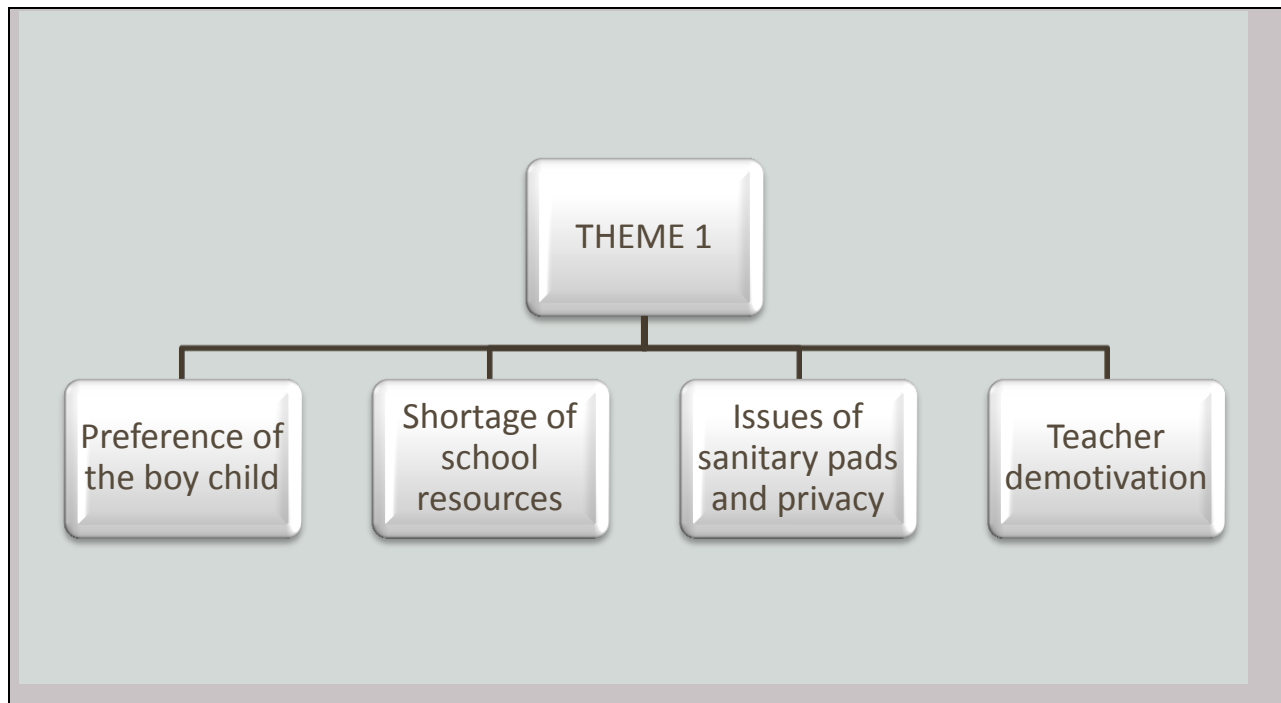 THEME 1
Preference of
the boy child
Shortage of
school
resources
Issues of
sanitary pads
and privacy
Teacher
demotivation